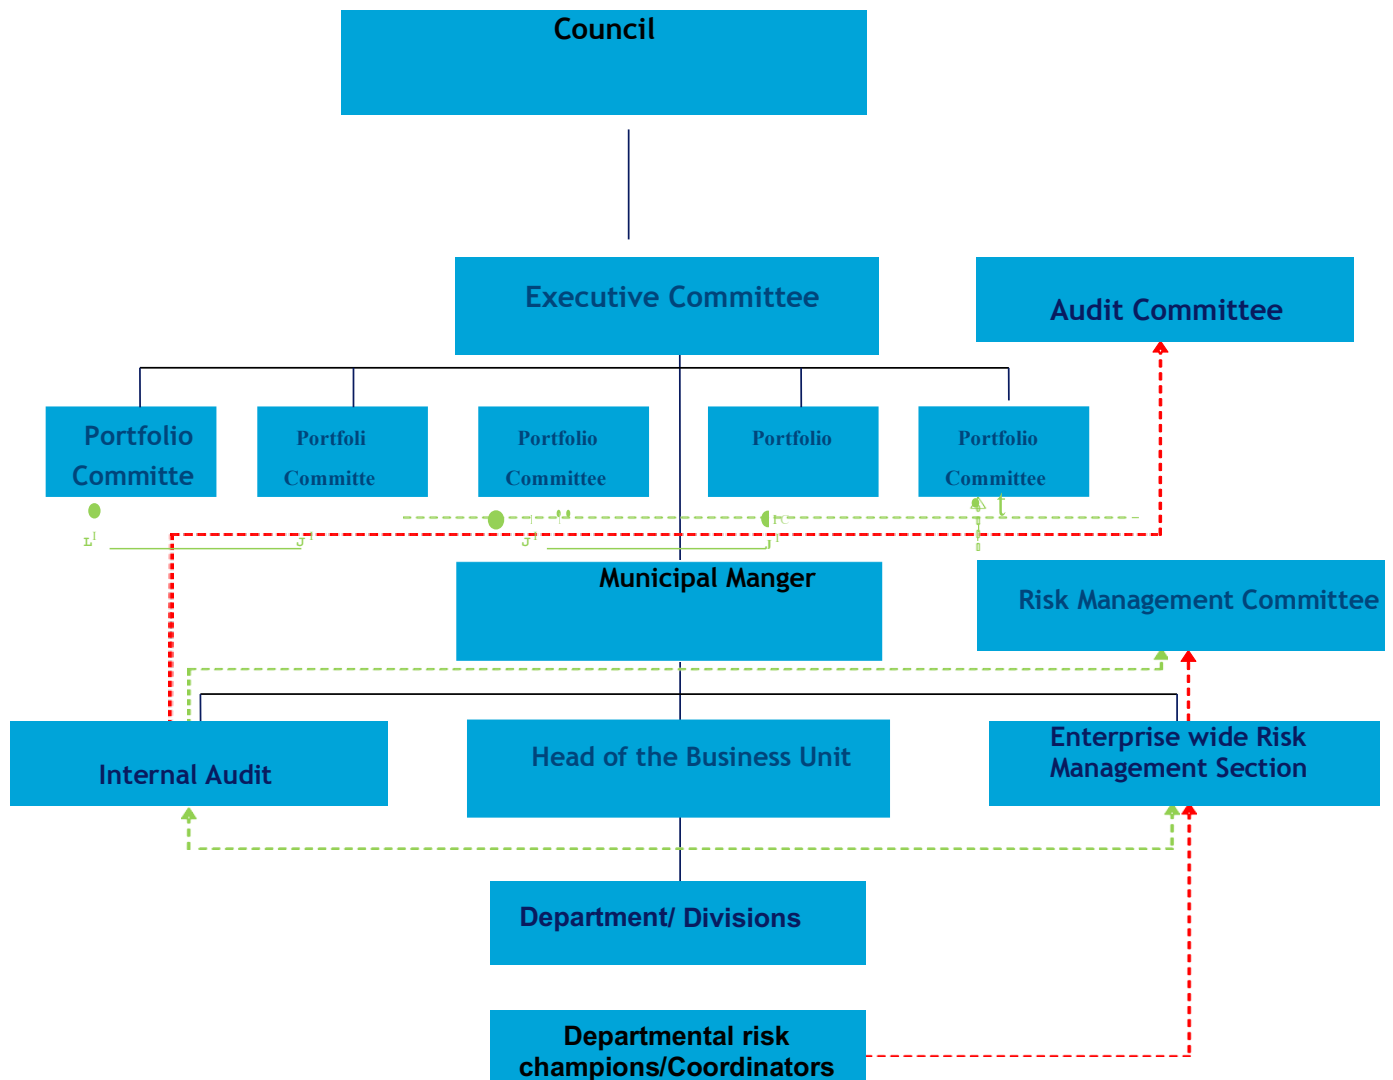 Council
Executive Committee
Audit Committee
Portfolio
Committe
Portfoli
Committe
Portfolio
Committee
Portfolio
Portfolio
Committee
Municipal Manger
Risk Management Committee
Internal Audit
Head of the Business Unit
Enterprise wide Risk
Management Section
Department/ Divisions
Departmental risk
champions/Coordinators